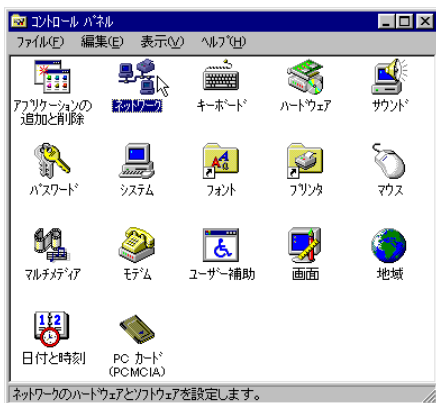 コントロール パネル
ファイル(F) 編集(E) 表示(V) ヘルプ(H)
アプリケーションの
追加と削除
ネットワーク
キーボード
ハードウェア
サウンド
パスワード
システム
フォント
プリンタ
マウス
マルチメディア
モデム
ユーザー補助
画面
地域
日付と時刻
PC カード
(PCMCIA)
ネットワークのハードウェアとソフトウェアを設定します。